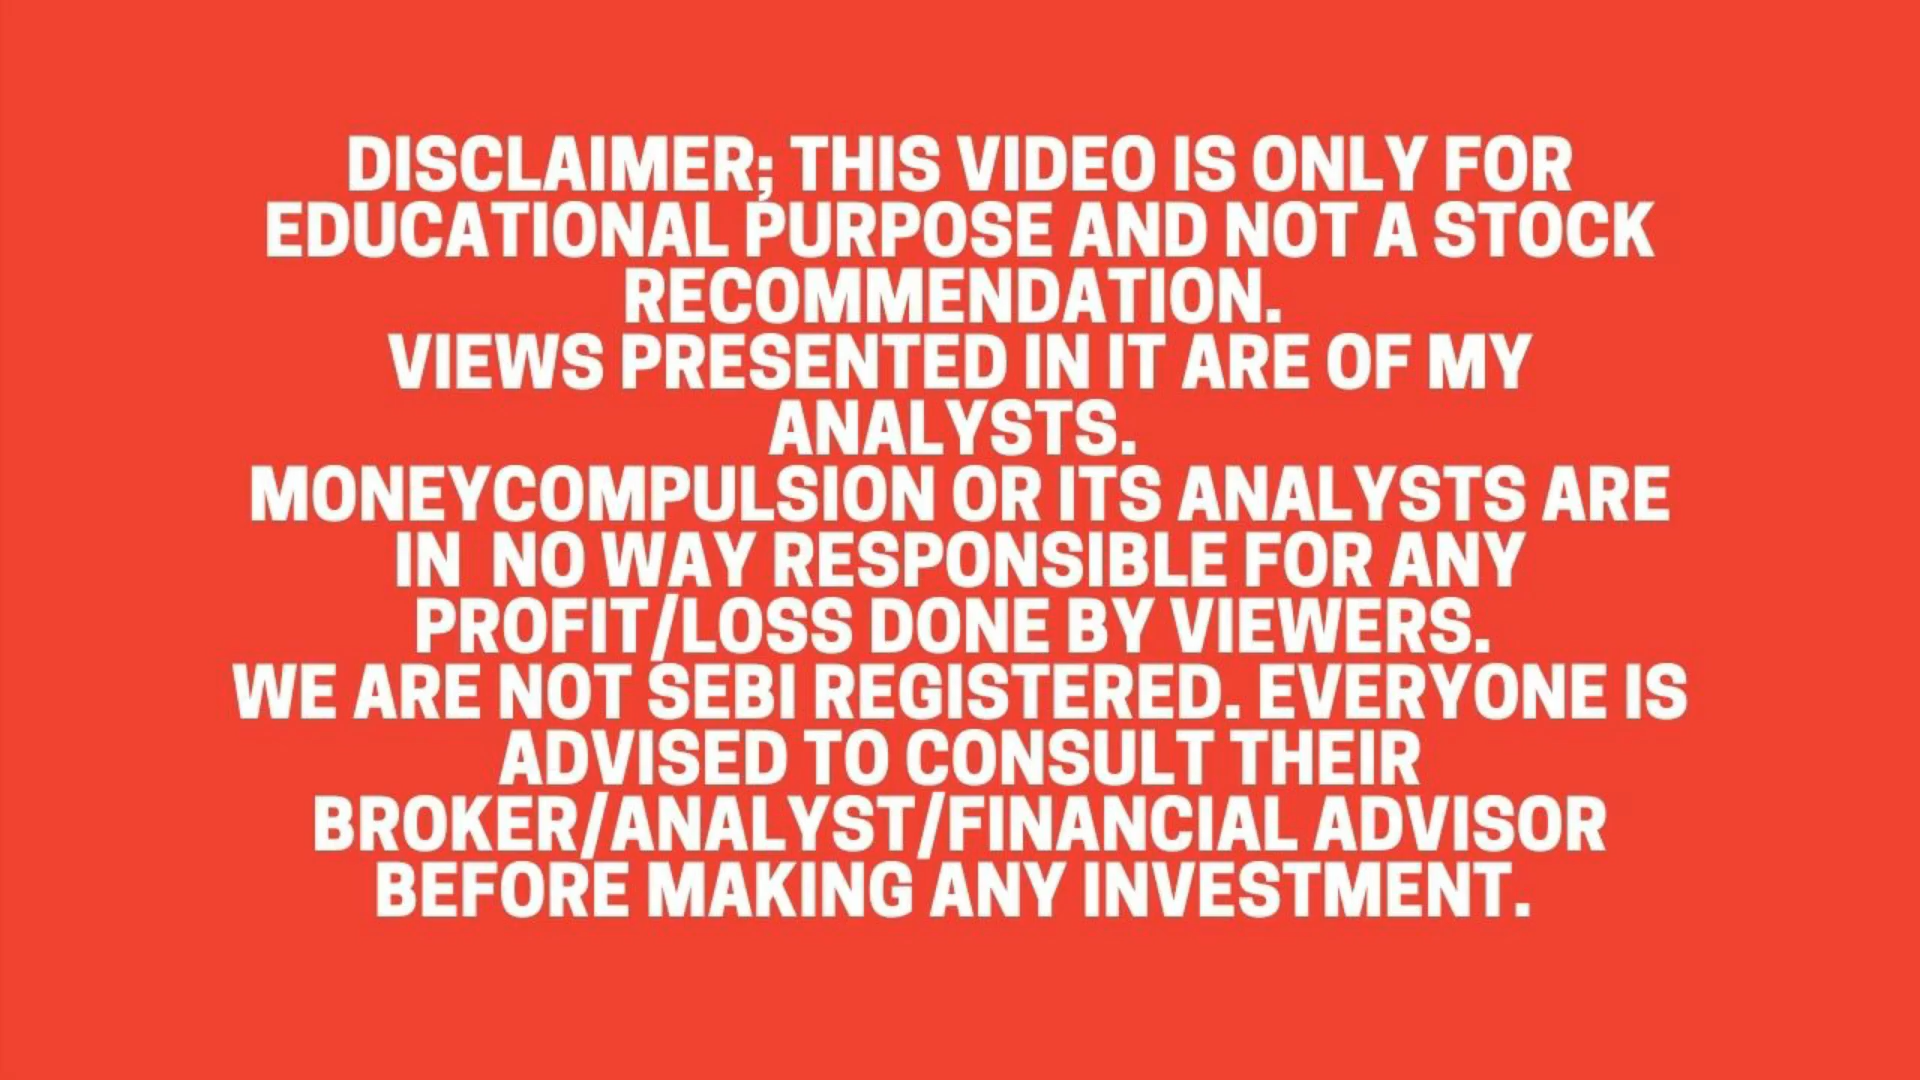 DISCLAIMER; THIS VIDEO IS ONLY FOR
EDUCATIONAL PURPOSE AND NOT A STOCK
RECOMMENDATION.
VIEWS PRESENTED IN IT ARE OF MY
ANALYSTS.
MONEYCOMPULSION OR ITS ANALYSTS ARE
IN NO WAY RESPONSIBLE FOR ANY
PROFIT/LOSS DONE BY VIEWERS.
WE ARE NOT SEBI REGISTERED. EVERYONE IS
ADVISED TO CONSULT THEIR
BROKER/ANALYST/FINANCIAL ADVISOR
BEFORE MAKING ANY INVESTMENT.